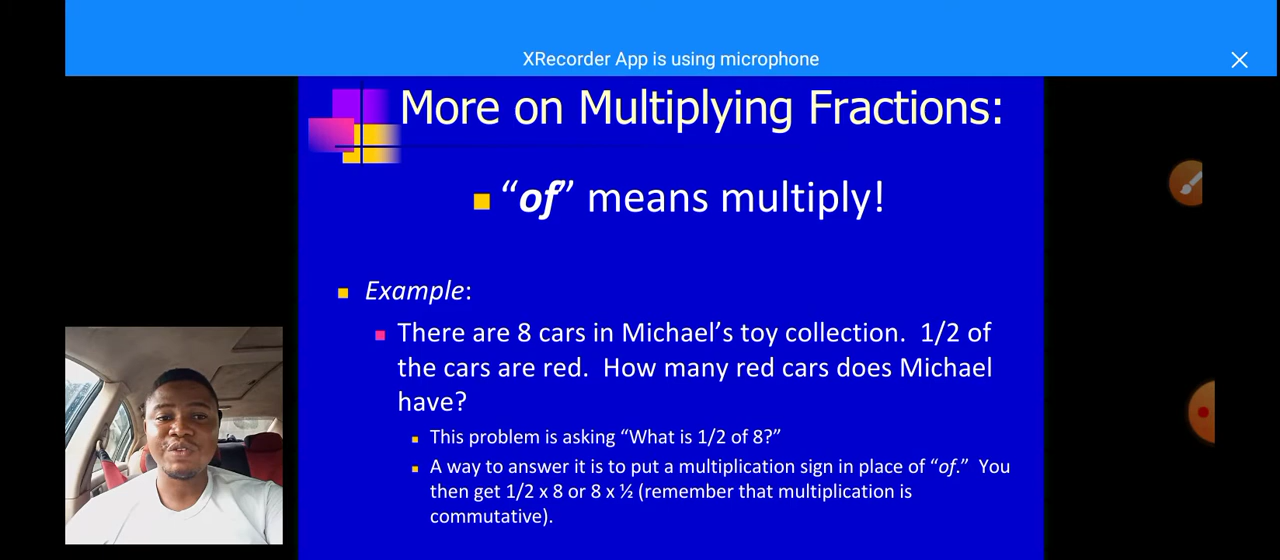 XRecorder App is using microphone
More on Multiplying Fractions:
“of” means multiply!
Example:
There are 8 cars in Michael’s toy collection. 1/2 of
the cars are red. How many red cars does Michael
have?
This problem is asking “What is 1/2 of 8?”
A way to answer it is to put a multiplication sign in place of “of.” You
then get 1/2 x 8 or 8 x ½ (remember that multiplication is
commutative).